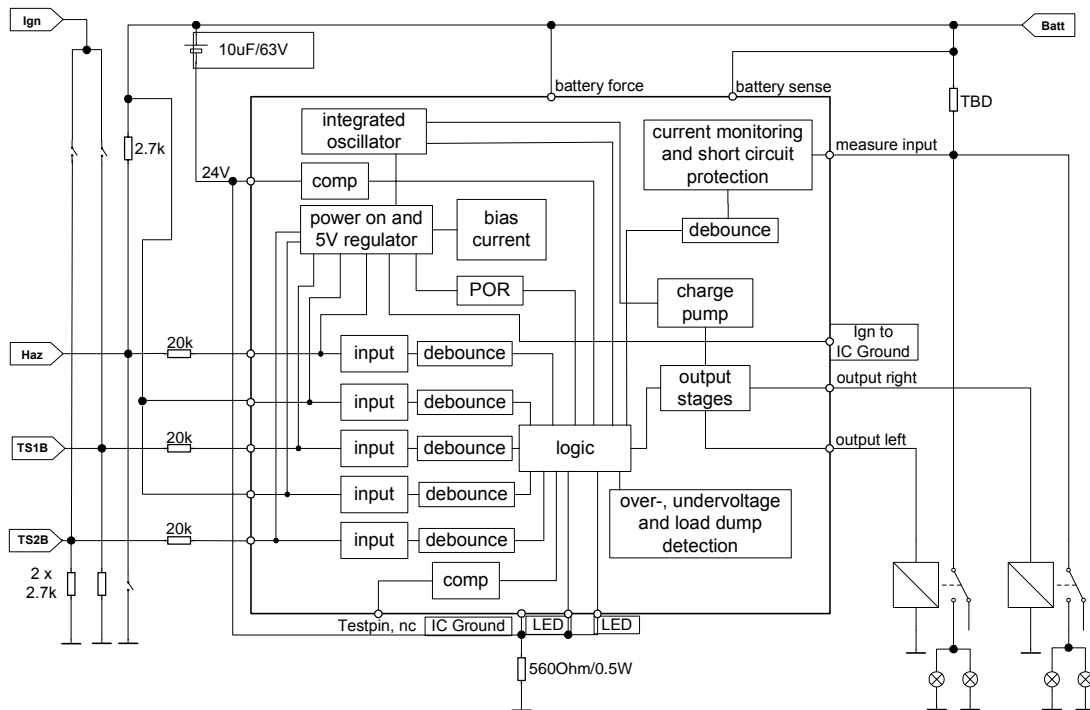 Ign
Batt
10uF/63V
battery force
battery sense
TBD
integrated
oscillator
current monitoring
and short circuit
protection
measure input
2.7k
24V
comp
power on and
5V regulator
bias
current
debounce
POR
charge
pump
Ign to
IC Ground
Haz
20k
input
debounce
output
stages
output right
input
debounce
TS1B
20k
input
debounce
logic
output left
input
debounce
over-, undervoltage
and load dump
detection
TS2B
20k
input
debounce
2 x
2.7k
comp
Testpin, nc
IC Ground
LED
LED
560Ohm/0.5W